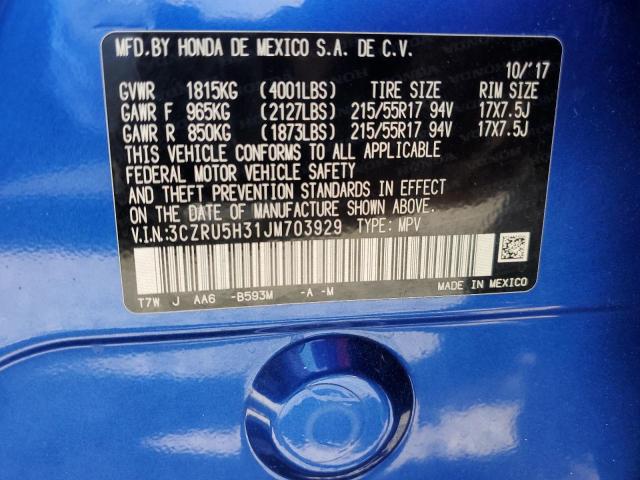 MFD.BY HONDA DE MEXICO S.A. DE C.V.
10/'17
GVWR 1815KG (4001LBS) TIRE SIZE RIM SIZE
GAWR F 965KG (2127LBS) 215/55R17 94V 17X7.5J
GAWR R 850KG (1873LBS) 215/55R17 94V 17X7.5J
THIS VEHICLE CONFORMS TO ALL APPLICABLE
FEDERAL MOTOR VEHICLE SAFETY
AND THEFT PREVENTION STANDARDS IN EFFECT
ON THE DATE OF MANUFACTURE SHOWN ABOVE.
V.I.N:3CZRU5H31JM703929 TYPE: MPV
T7W J AA6 -B593M -A -M MADE IN MEXICO